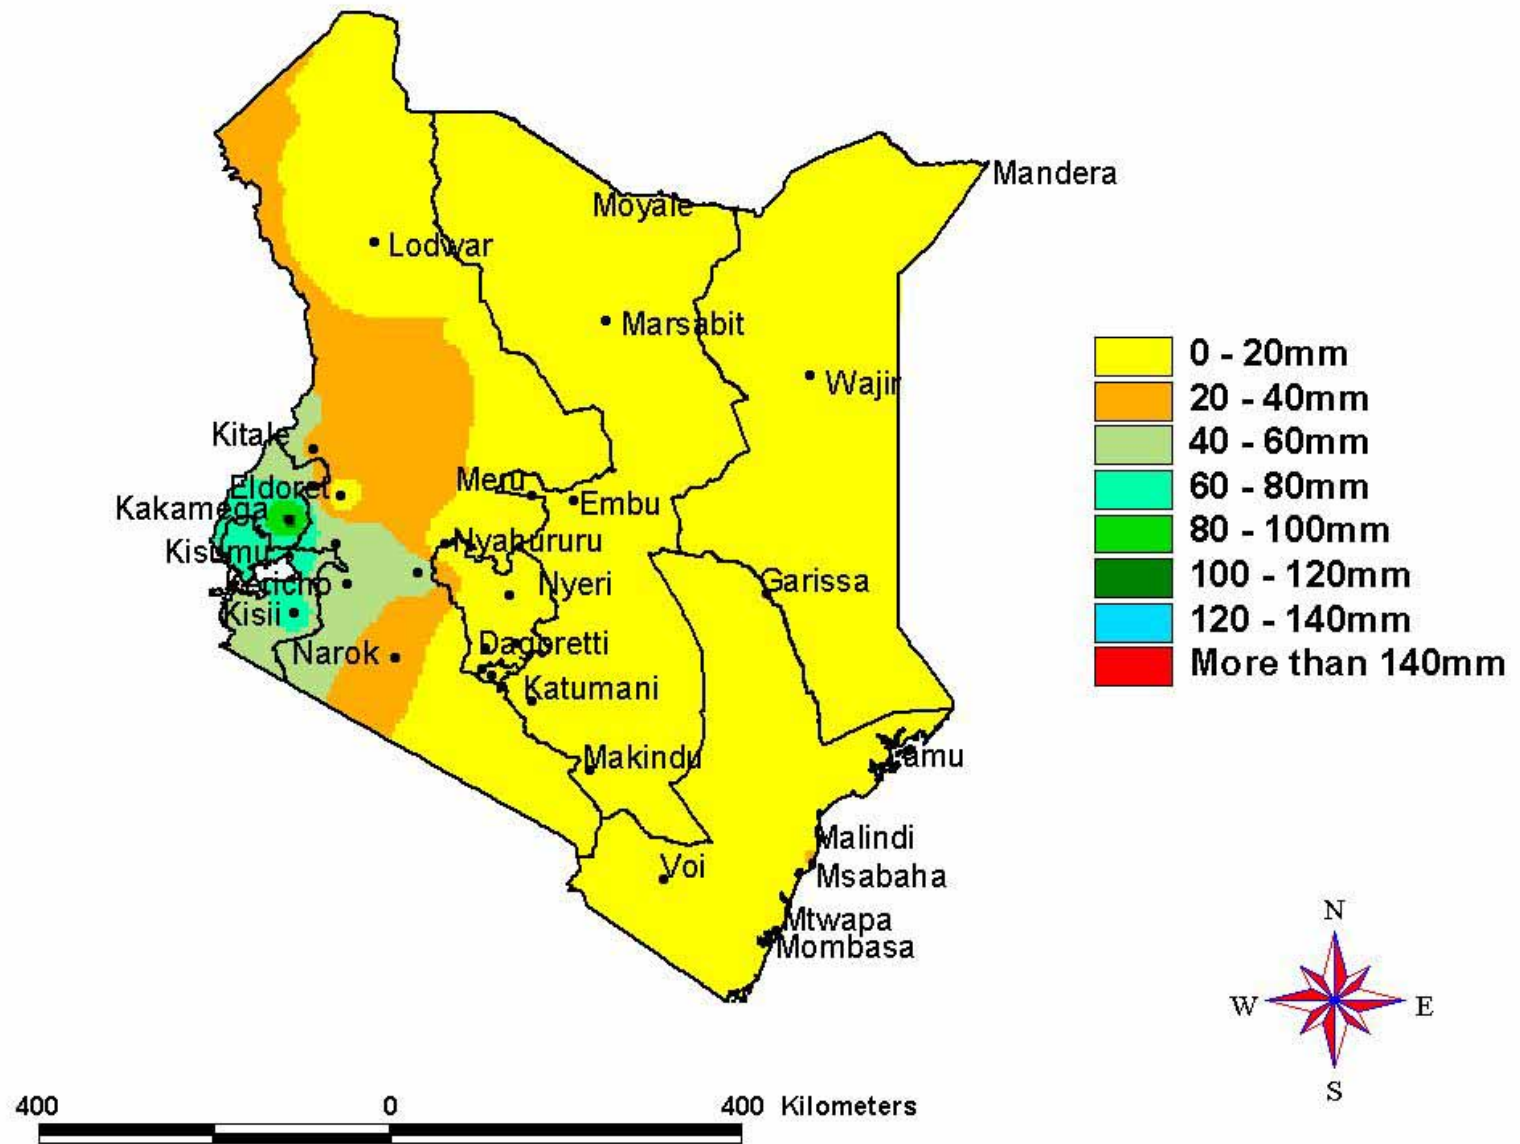 Mandera
Moyale
Lodwar
Marsabit
Wajir
Kitale
Eldoret
Meru
Embu
Kakamega
Kisumu
Nyahururu
Kericho
Nyeri
Garissa
Kisii
Narok
Dagoretti
Katumani
Makindu
Lamu
Malindi
Voi
Msabaha
Mtwapa
Mombasa
0 - 20mm
20 - 40mm
40 - 60mm
60 - 80mm
80 - 100mm
100 - 120mm
120 - 140mm
More than 140mm
N
W E
S
400 0 400 Kilometers